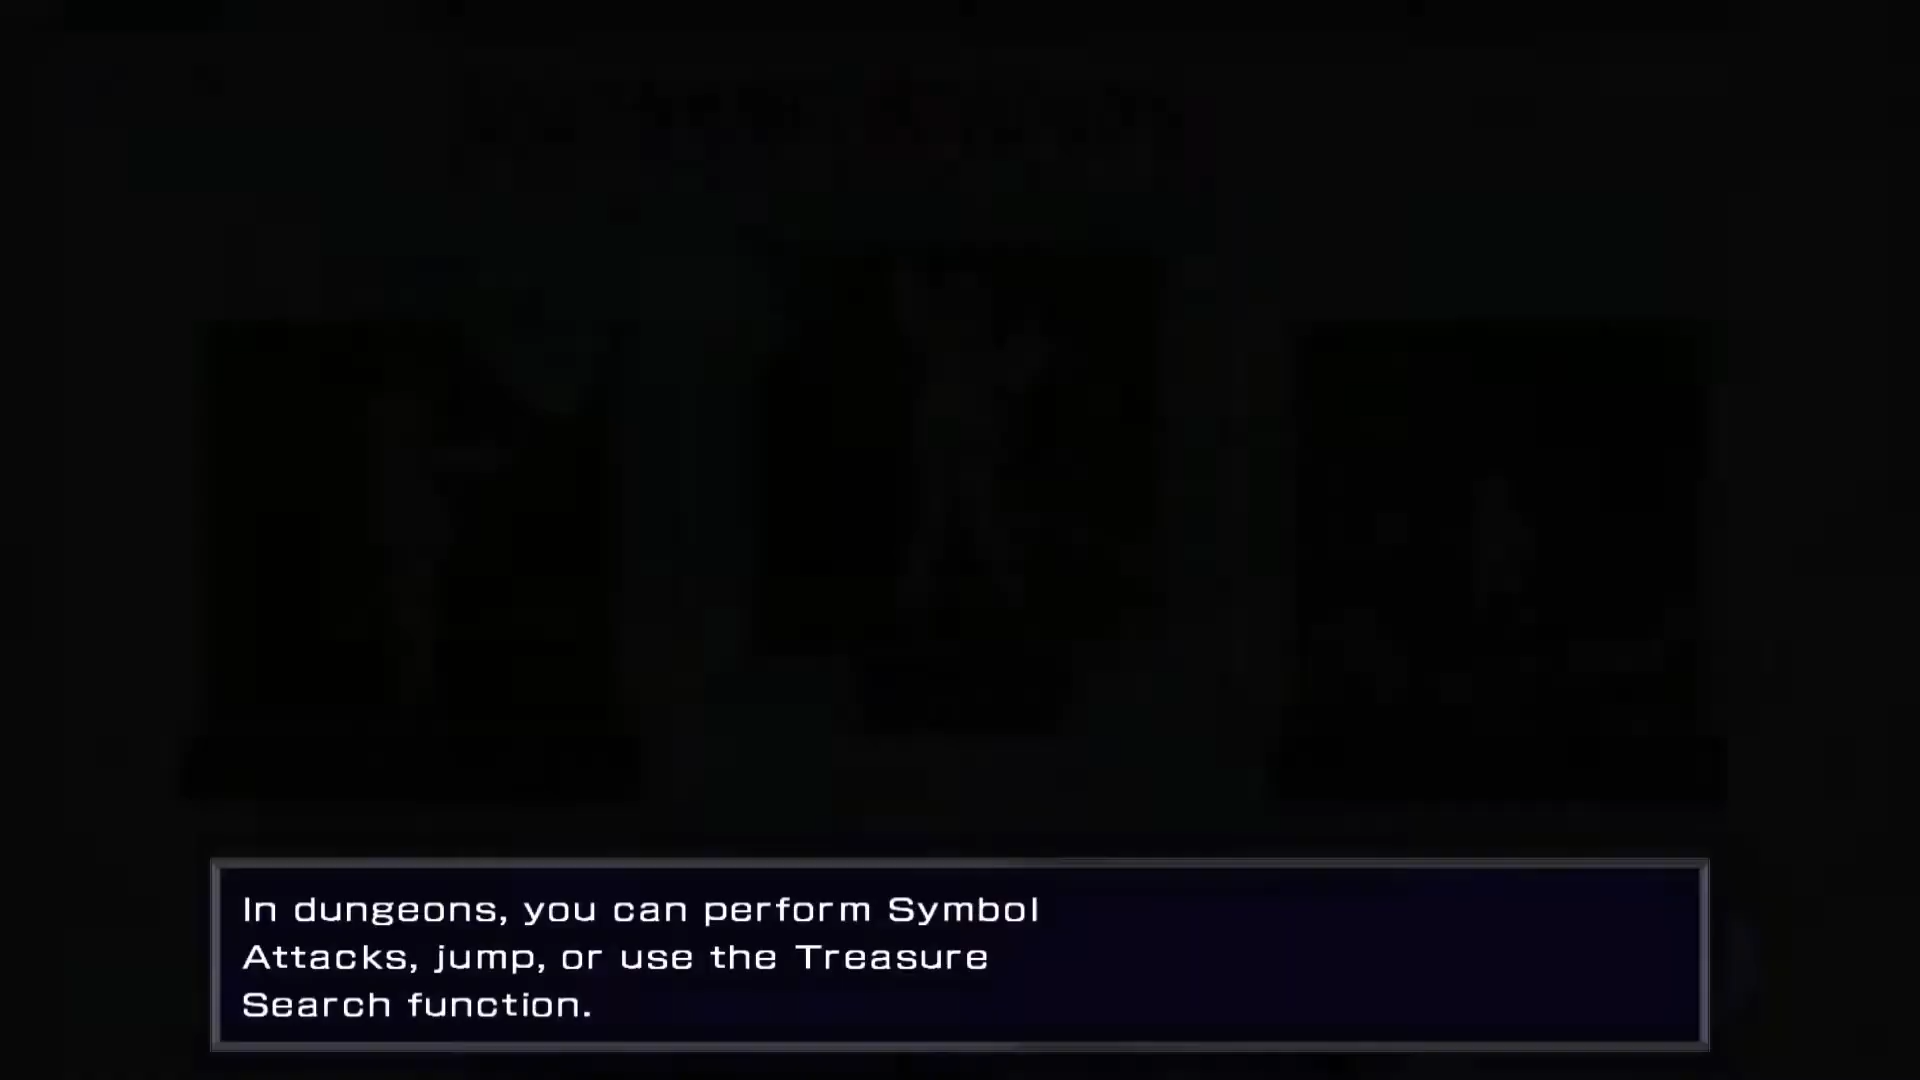 In dungeons, you can perform Symbol
Attacks, jump, or use the Treasure
Search function.